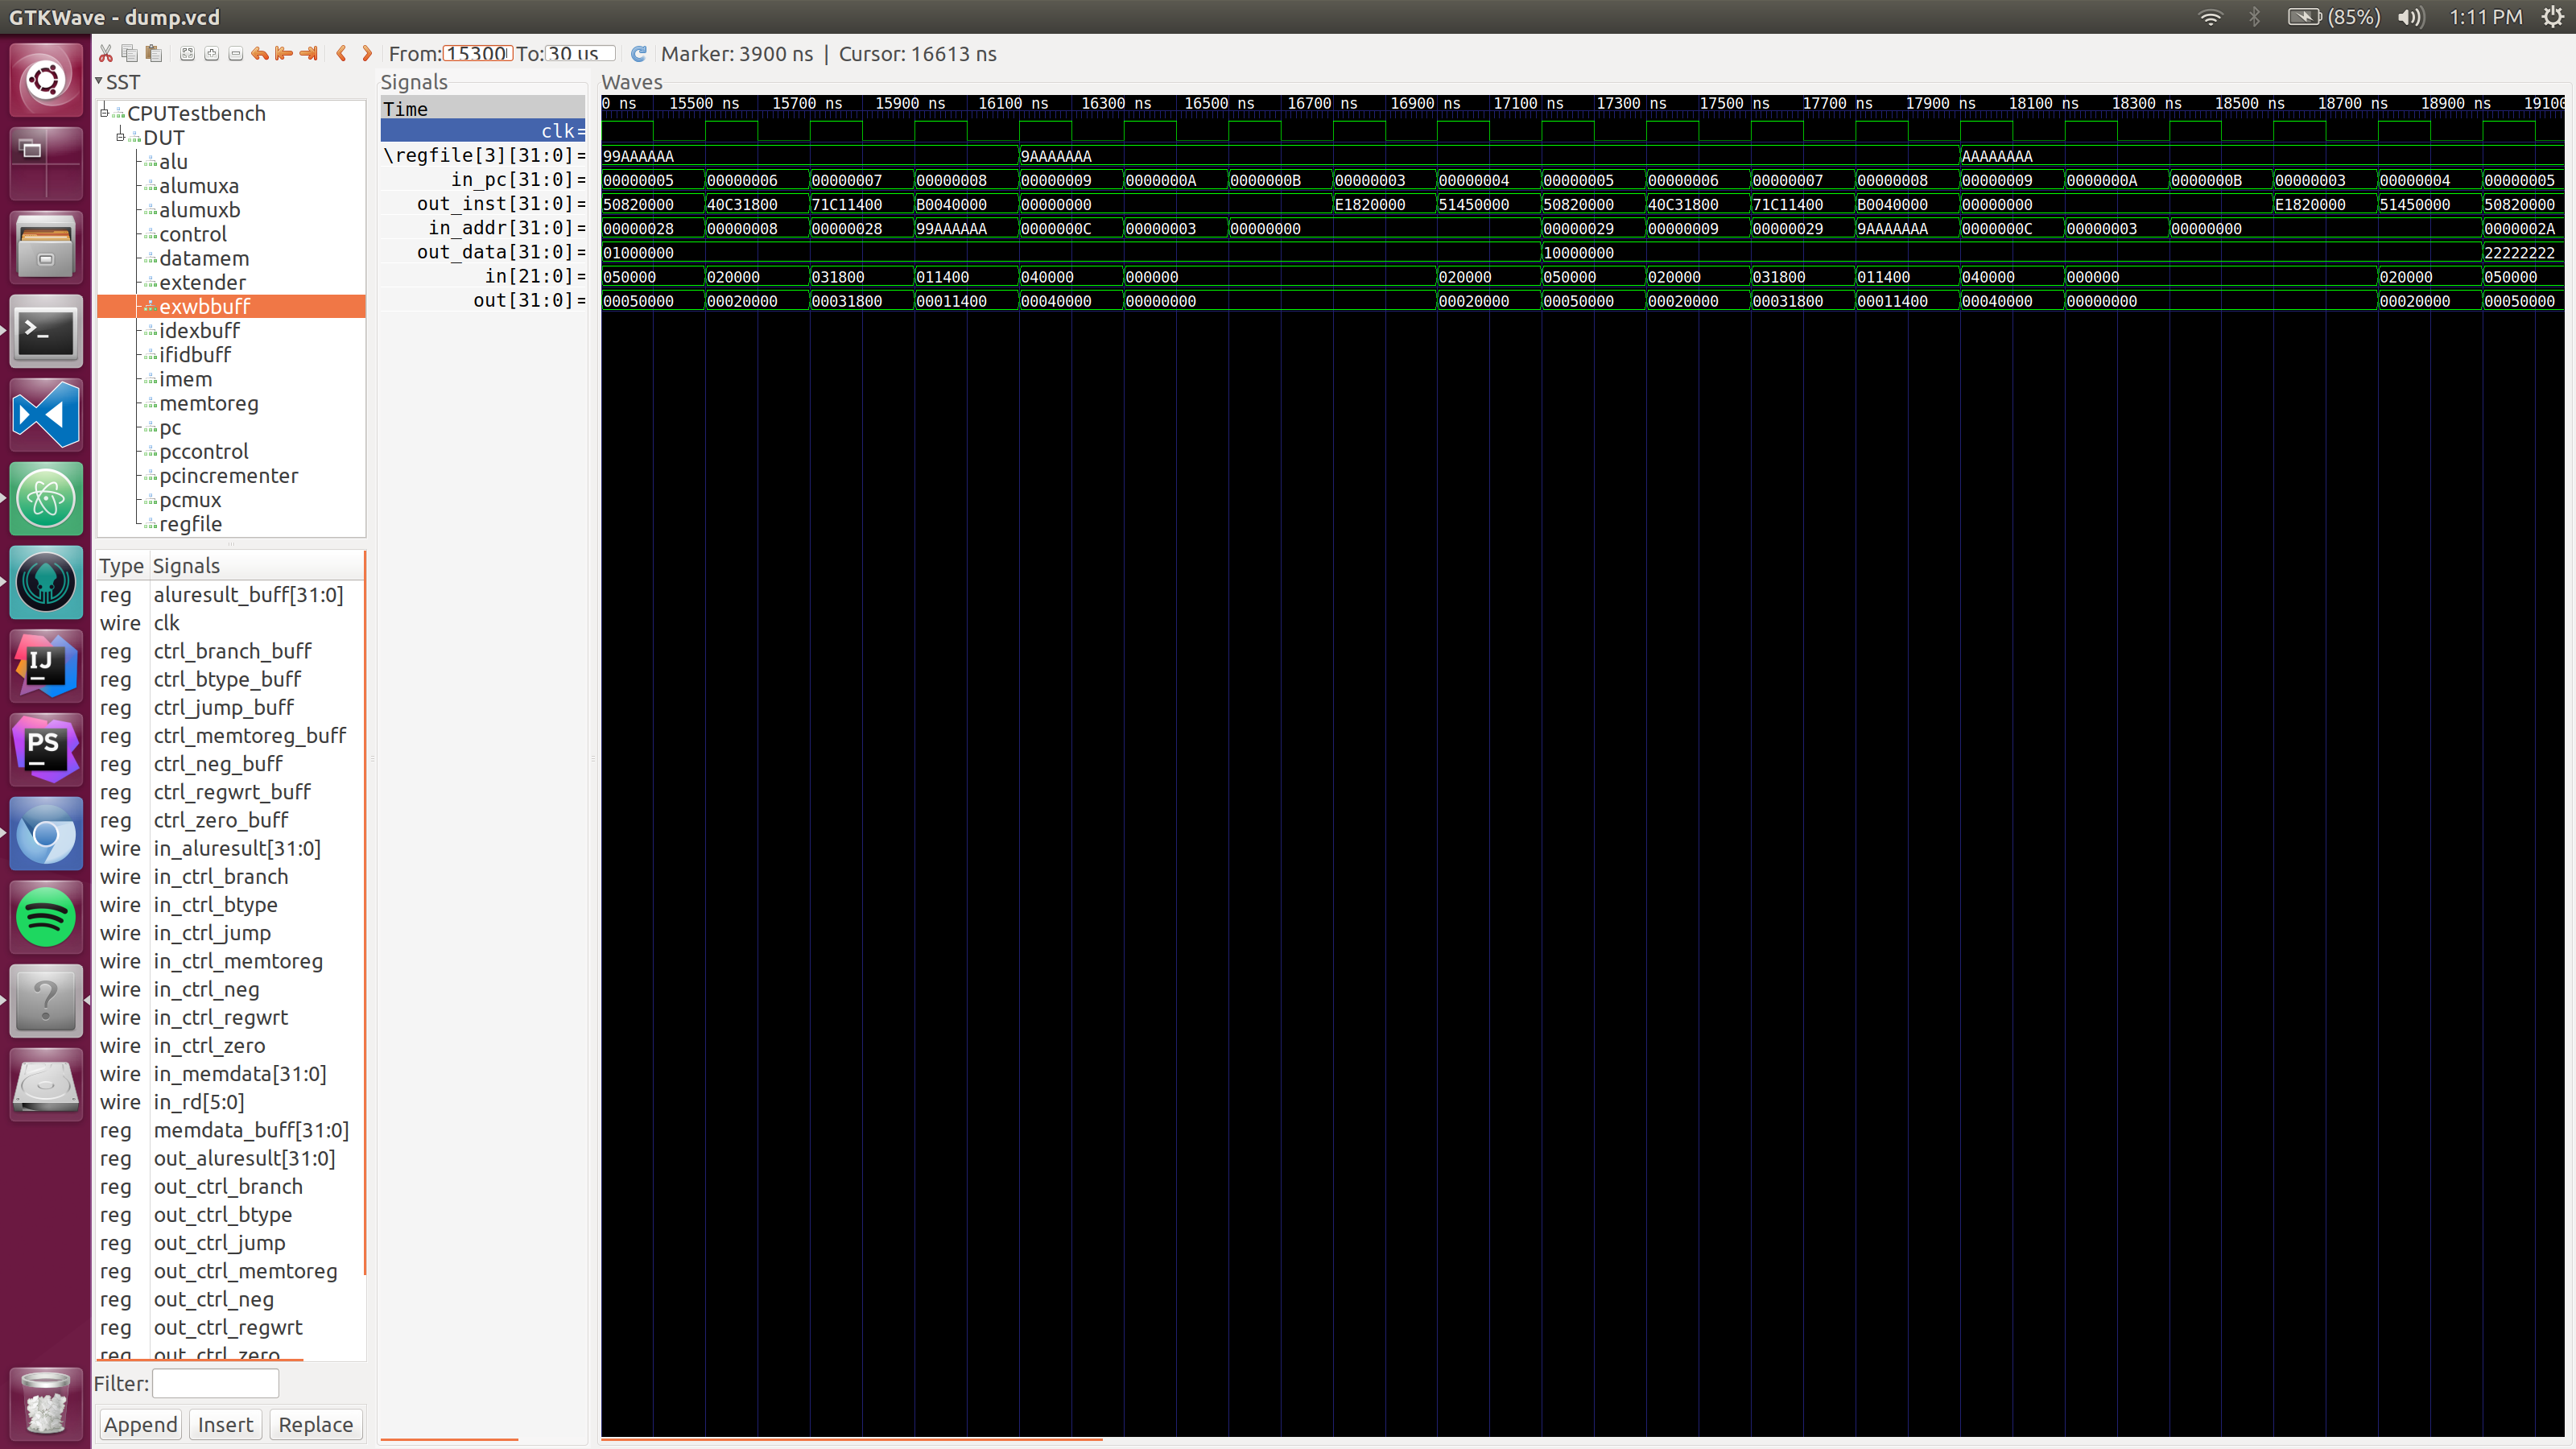 GTKWave - dump.vcd
(85%) 1:11 PM
From: 15300 To: 30 us Marker: 3900 ns | Cursor: 16613 ns
SST
CPUTestbench
DUT
alu
alumuxa
alumuxb
control
datamem
extender
exwbbuff
idexbuff
ifidbuff
imem
memtoreg
pc
pccontrol
pcincrementer
pcmux
regfile
Type Signals
reg aluresult_buff[31:0]
wire clk
reg ctrl_branch_buff
reg ctrl_btype_buff
reg ctrl_jump_buff
reg ctrl_memtoreg_buff
reg ctrl_neg_buff
reg ctrl_regwrt_buff
reg ctrl_zero_buff
wire in_aluresult[31:0]
wire in_ctrl_branch
wire in_ctrl_btype
wire in_ctrl_jump
wire in_ctrl_memtoreg
wire in_ctrl_neg
wire in_ctrl_regwrt
wire in_ctrl_zero
wire in_memdata[31:0]
wire in_rd[5:0]
reg memdata_buff[31:0]
reg out_aluresult[31:0]
reg out_ctrl_branch
reg out_ctrl_btype
reg out_ctrl_jump
reg out_ctrl_memtoreg
reg out_ctrl_neg
reg out_ctrl_regwrt
reg out_ctrl_zero
Filter:
Append Insert Replace
Signals
Time
clk=
\regfile[3][31:0]=
in_pc[31:0]=
out_inst[31:0]=
in_addr[31:0]=
out_data[31:0]=
in[21:0]=
out[31:0]=
Waves
0 ns 15500 ns 15700 ns 15900 ns 16100 ns 16300 ns 16500 ns 16700 ns 16900 ns 17100 ns 17300 ns 17500 ns 17700 ns 17900 ns 18100 ns 18300 ns 18500 ns 18700 ns 18900 ns 19100
99AAAAAA 9AAAAAAA AAAAAAAA
00000005 00000006 00000007 00000008 00000009 0000000A 0000000B 00000003 00000004 00000005 00000006 00000007 00000008 00000009 0000000A 0000000B 00000003 00000004 00000005
50820000 40C31800 71C11400 B0040000 00000000 E1820000 51450000 50820000 40C31800 71C11400 B0040000 00000000 E1820000 51450000 50820000
00000028 00000008 00000028 99AAAAAA 0000000C 00000003 00000000 00000029 00000009 00000029 9AAAAAAA 0000000C 00000003 00000000 0000002A
01000000 10000000 22222222
050000 020000 031800 011400 040000 000000 020000 050000 020000 031800 011400 040000 000000 020000 050000
00050000 00020000 00031800 00011400 00040000 00000000 00020000 00050000 00020000 00031800 00011400 00040000 00000000 00020000 00050000
IJ
PS